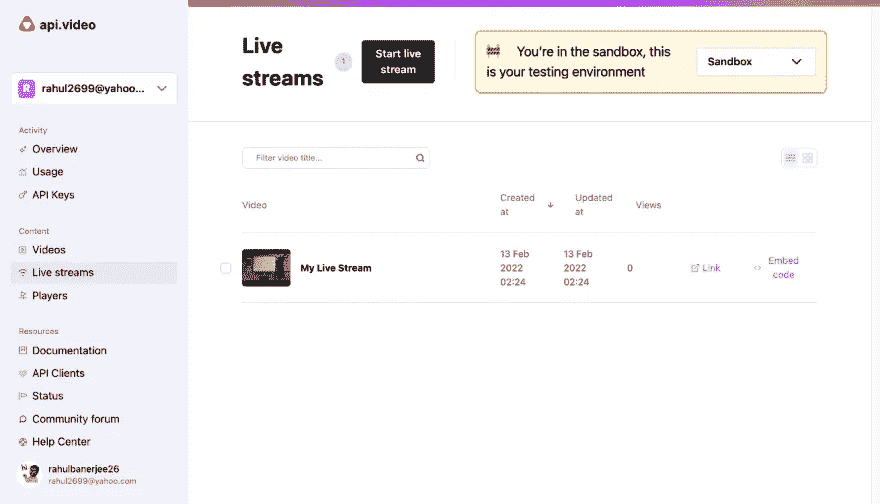 api.video
rahul2699@yahoo...
Activity
Overview
Usage
API Keys
Content
Videos
Live streams
Players
Resources
Documentation
API Clients
Status
Community forum
Help Center
rahulbanerjee26
rahul2699@yahoo.com
Live
streams
1
Start live
stream
You're in the sandbox, this
is your testing environment
Sandbox
Filter video title...
Video
Created
at
Updated
at
Views
My Live Stream
13 Feb
2022
02:24
13 Feb
2022
02:24
0
Link
Embed
code